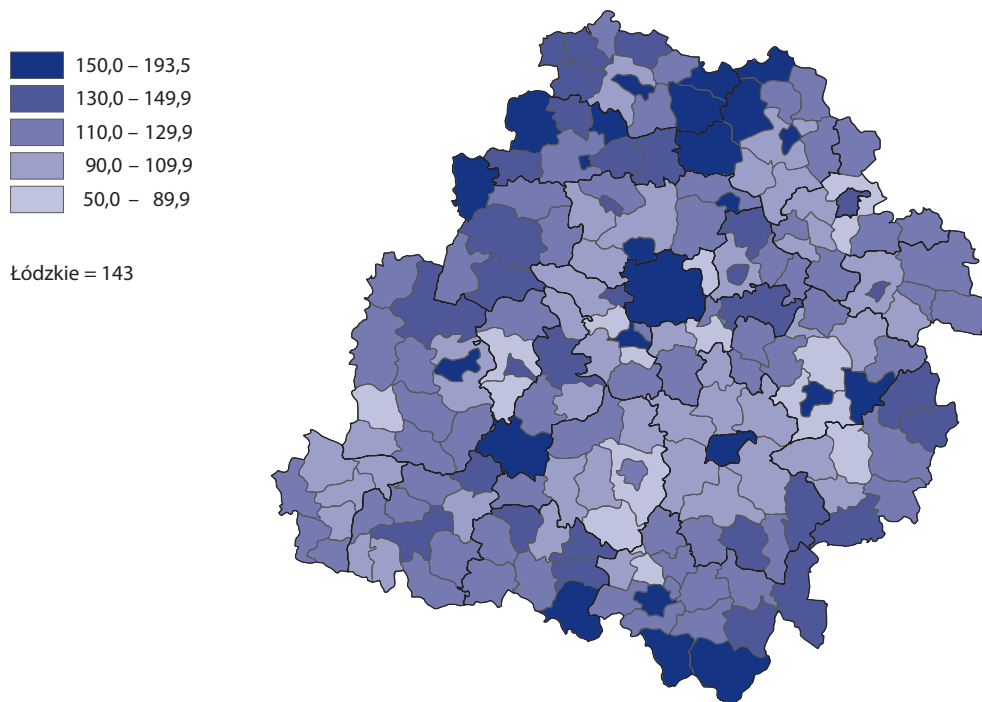 150,0 – 193,5
130,0 – 149,9
110,0 – 129,9
90,0 – 109,9
50,0 – 89,9
Łódzkie = 143